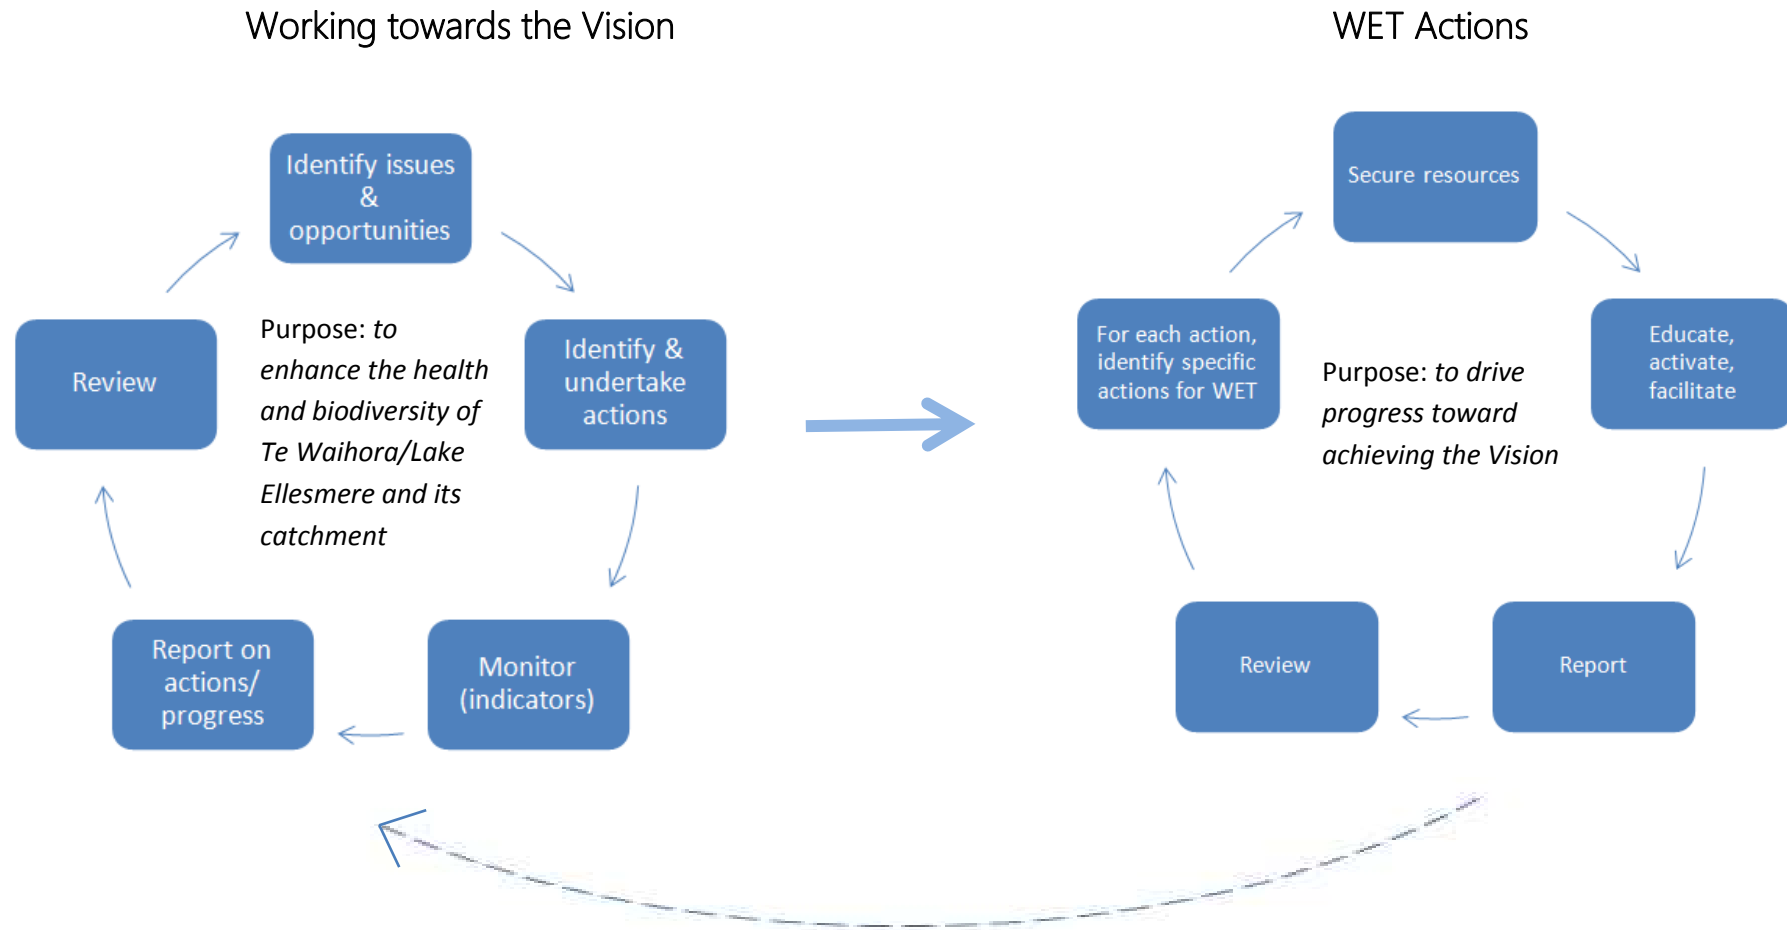 Working towards the Vision
Identify issues
&
opportunities
Identify &
undertake
actions
Monitor
(indicators)
Report on
actions/
progress
Review
Purpose: to
enhance the health
and biodiversity of
Te Waihora/Lake
Ellesmere and its
catchment
WET Actions
Secure resources
Educate,
activate,
facilitate
Report
Review
For each action,
identify specific
actions for WET
Purpose: to drive
progress toward
achieving the Vision